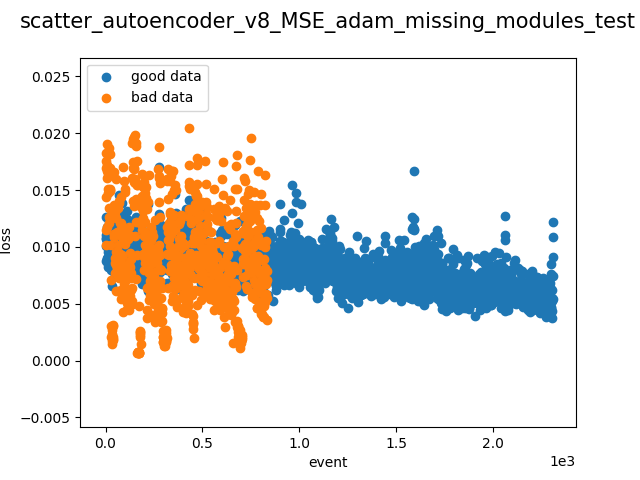 scatter_autoencoder_v8_MSE_adam_missing_modules_test
good data
bad data
0.025
0.020
0.015
0.010
0.005
0.000
−0.005
loss
0.0 0.5 1.0 1.5 2.0
1e3
event